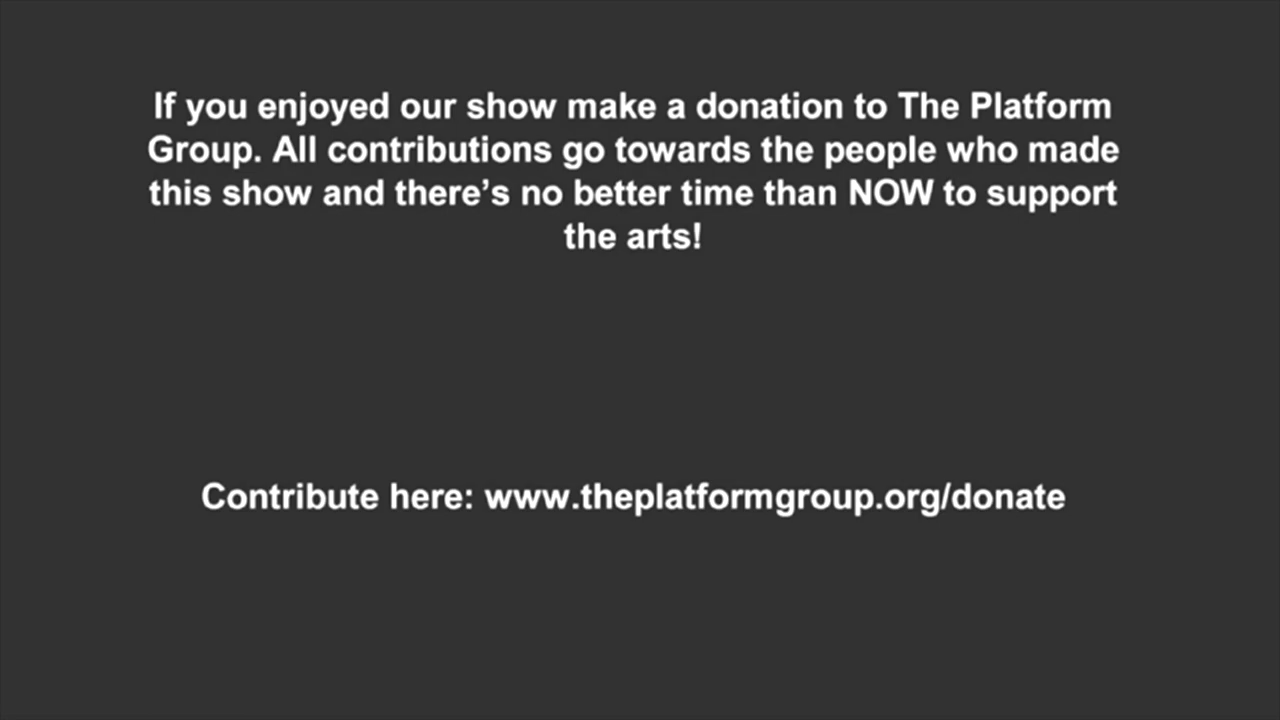 If you enjoyed our show make a donation to The Platform
Group. All contributions go towards the people who made
this show and there’s no better time than NOW to support
the arts!
Contribute here: www.theplatformgroup.org/donate